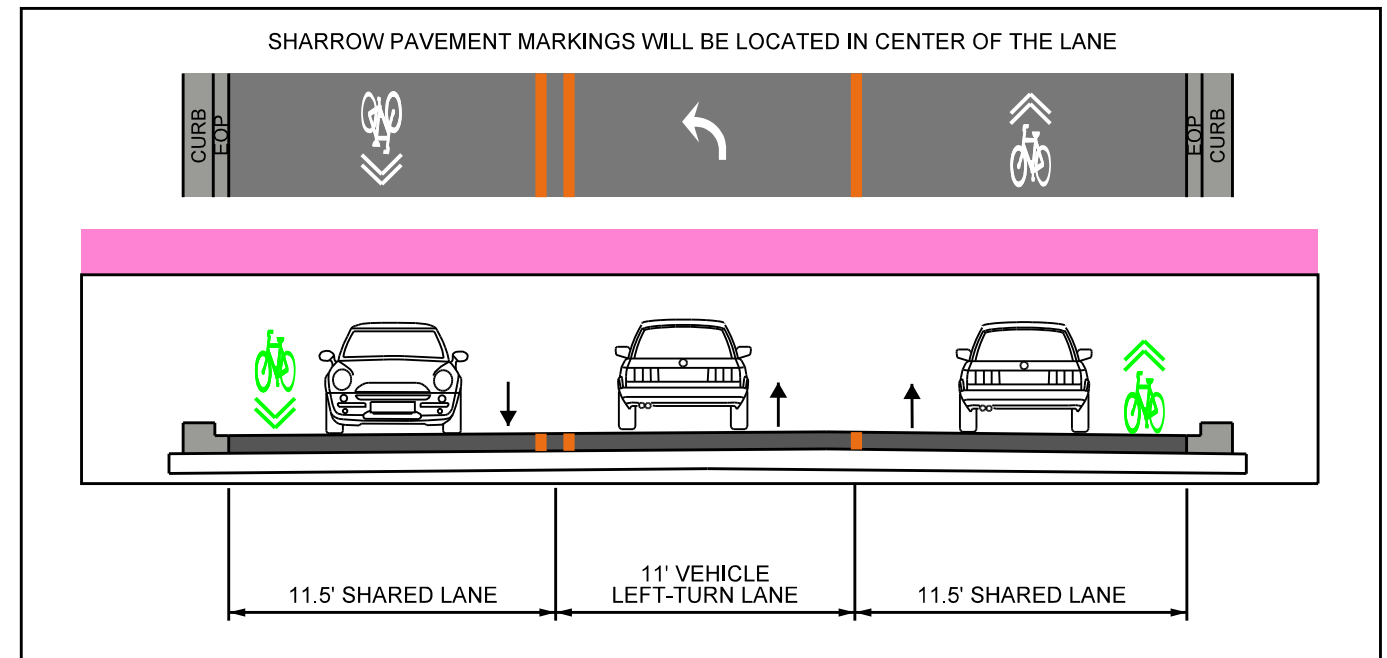 SHARROW PAVEMENT MARKINGS WILL BE LOCATED IN CENTER OF THE LANE
CURB
EOP
EOP
CURB
11.5' SHARED LANE
11' VEHICLE
LEFT-TURN LANE
11.5' SHARED LANE